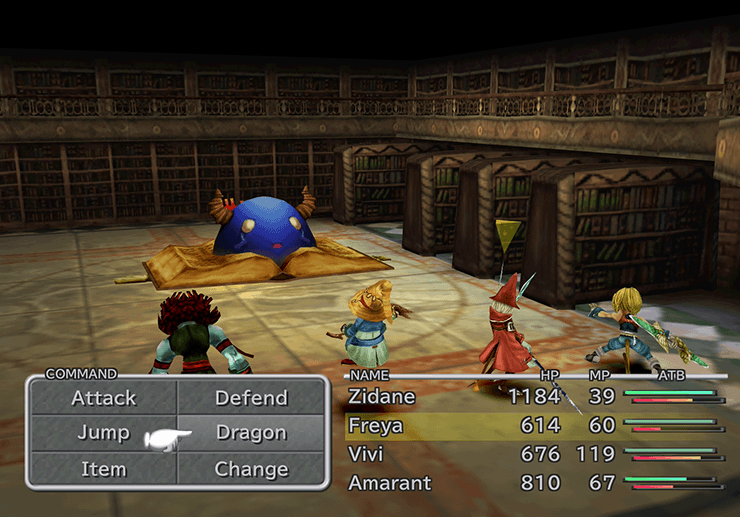 COMMAND
Attack Defend
Jump Dragon
Item Change
NAME HP MP ATB
Zidane 1184 39
Freya 614 60
Vivi 676 119
Amarant 810 67